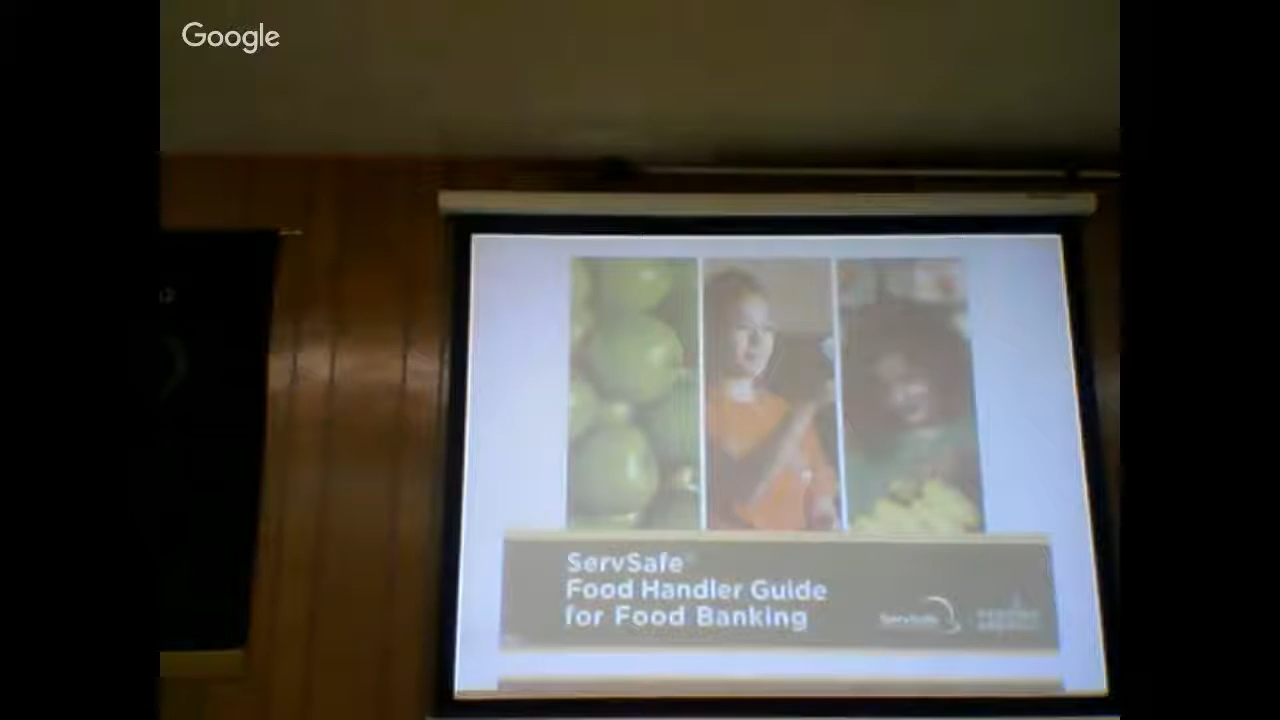 Google
ServSafe®
Food Handler Guide
for Food Banking
ServSafe